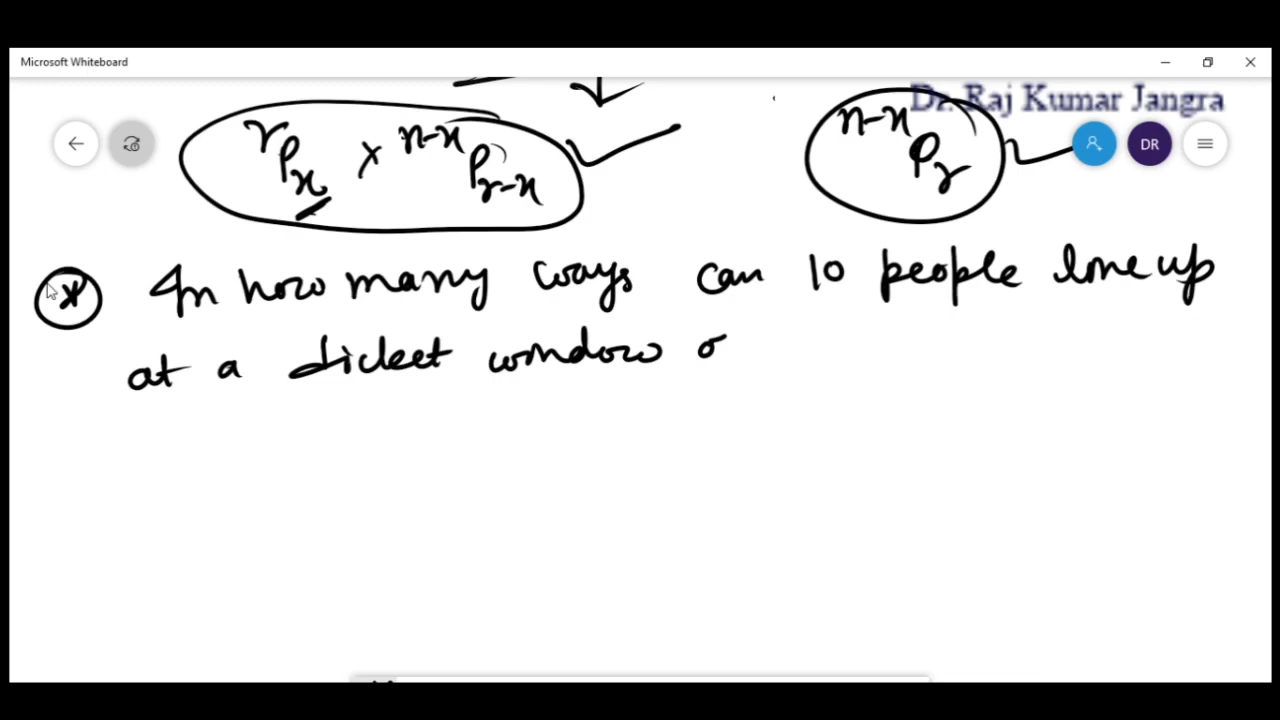 Microsoft Whiteboard
Dr. Raj Kumar Jangra
DR
ʳPₓ × ⁿ⁻ˣPᵣ₋ₓ ⁿ⁻ˣPᵣ
* In how many ways can 10 people line up
at a ticket window o